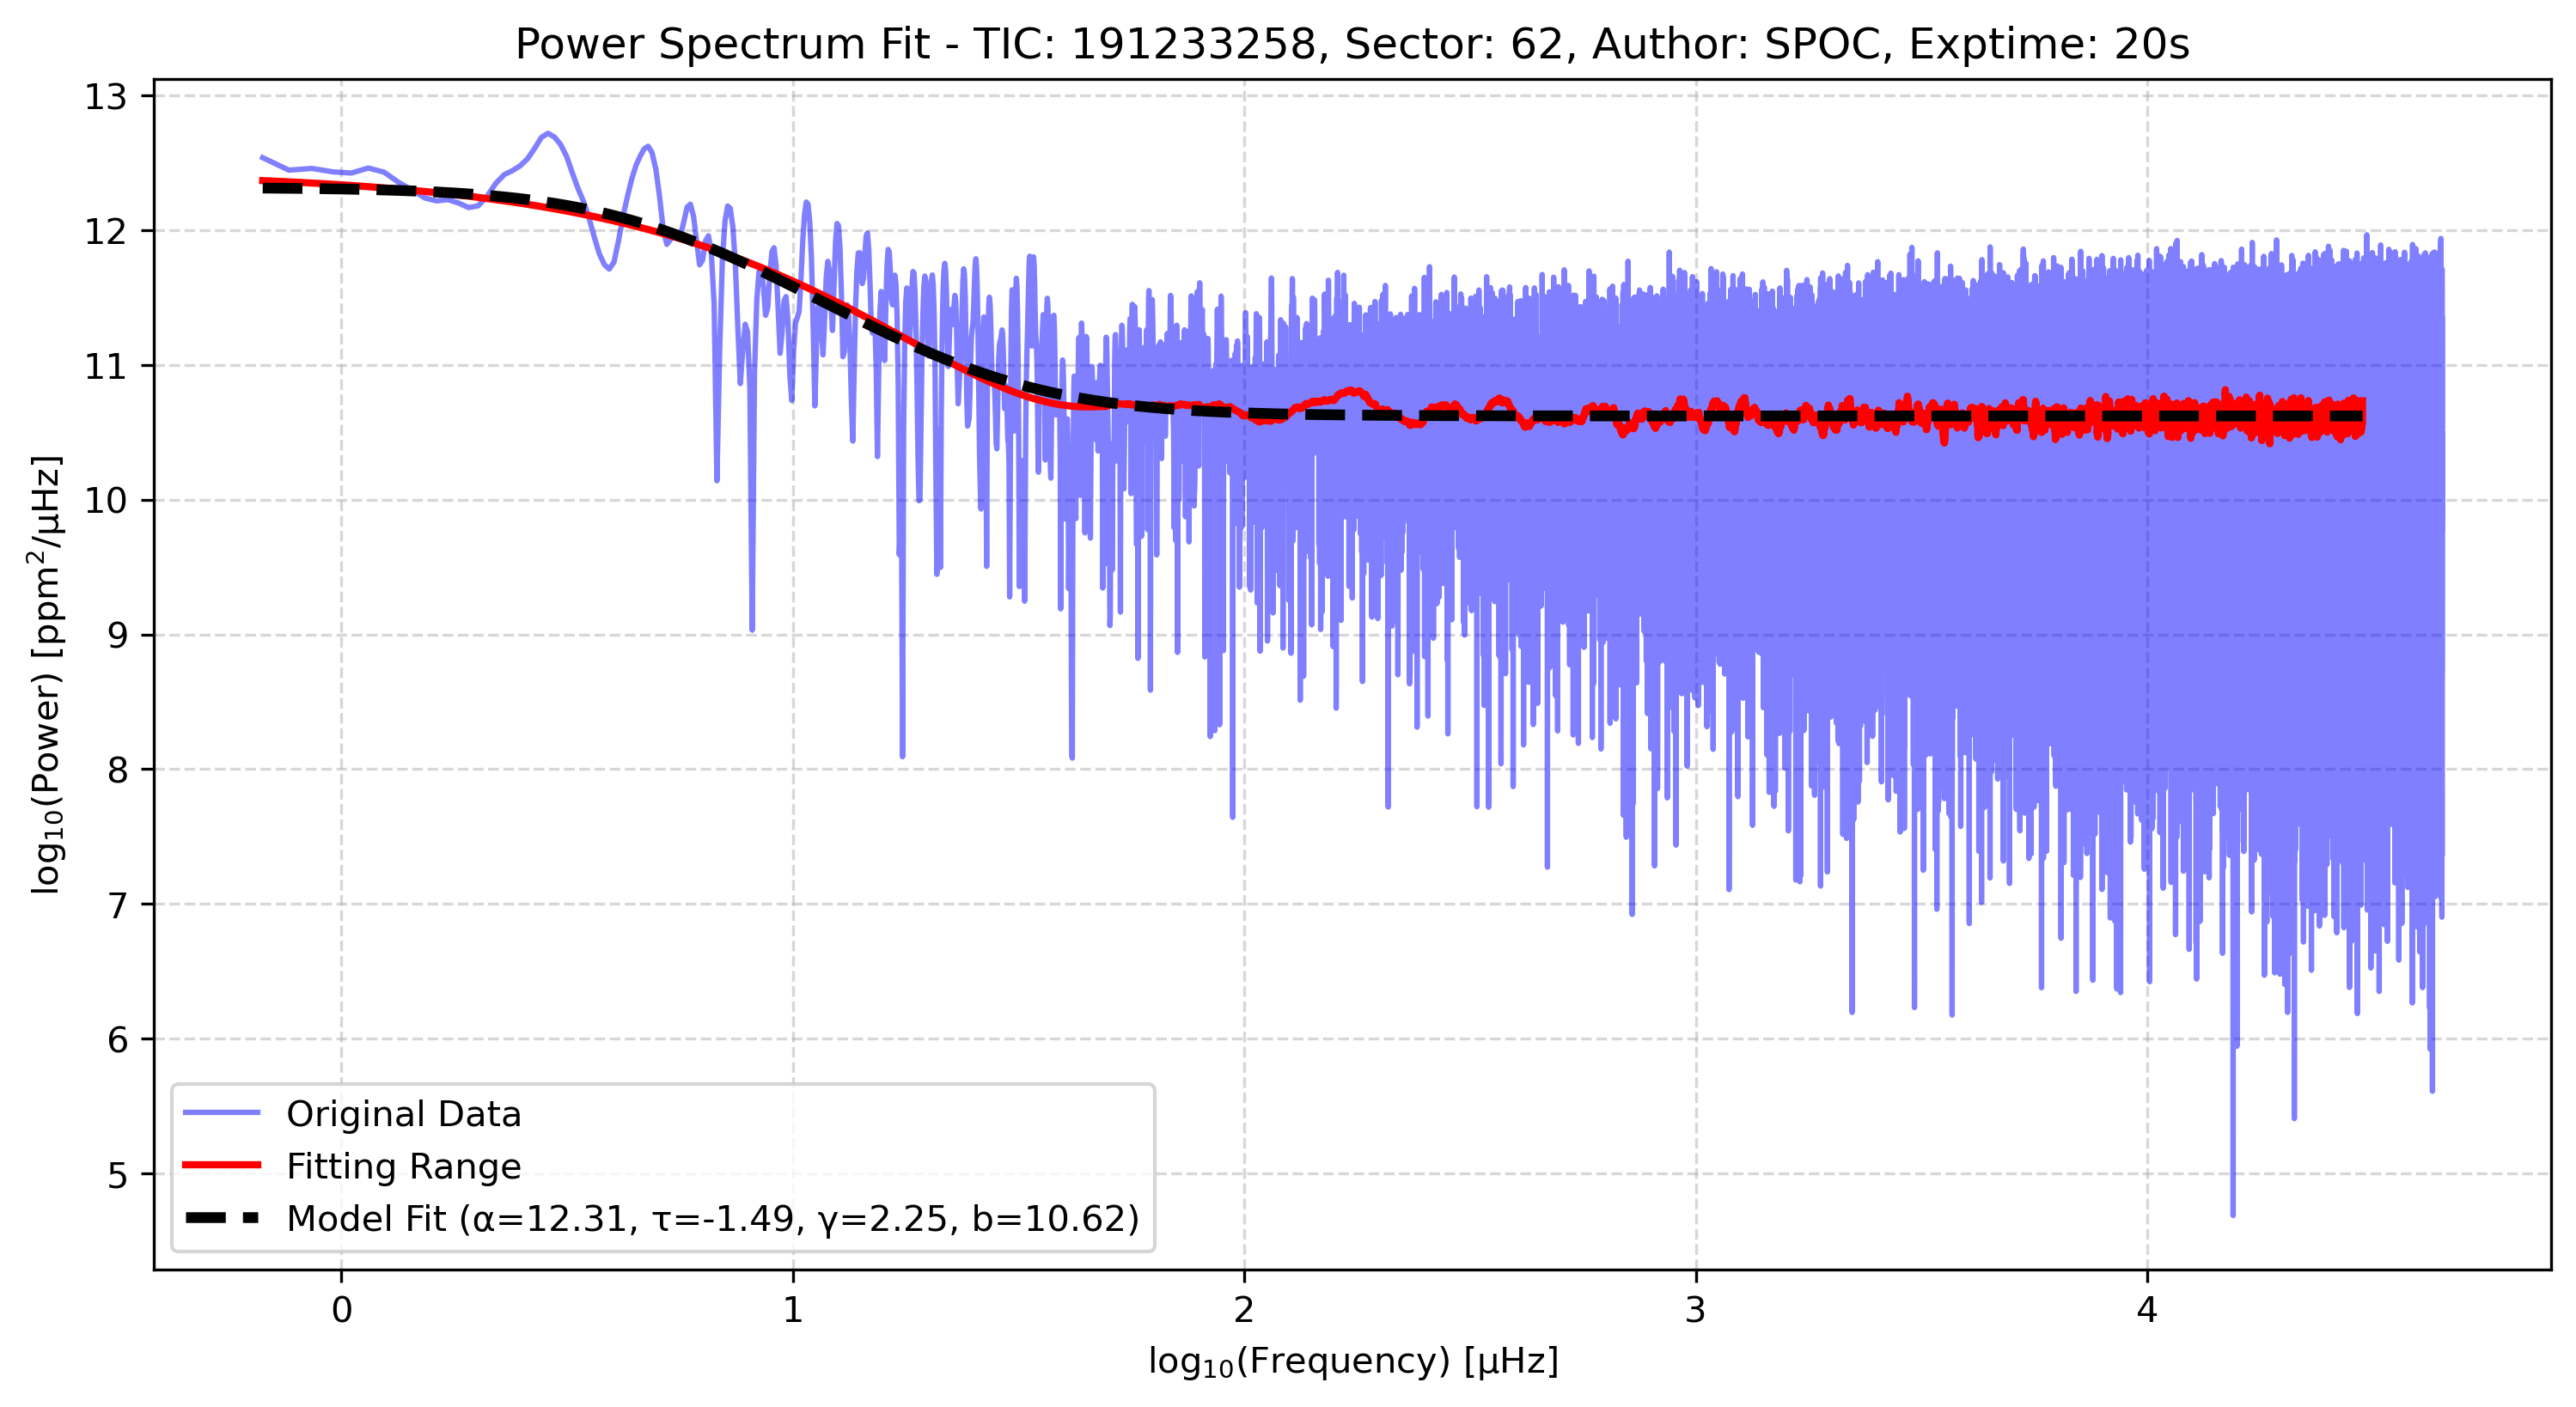 Power Spectrum Fit - TIC: 191233258, Sector: 62, Author: SPOC, Exptime: 20s
log₁₀(Power) [ppm²/μHz]
13
12
11
10
9
8
7
6
5
Original Data
Fitting Range
Model Fit (α=12.31, τ=-1.49, γ=2.25, b=10.62)
0 1 2 3 4
log₁₀(Frequency) [μHz]